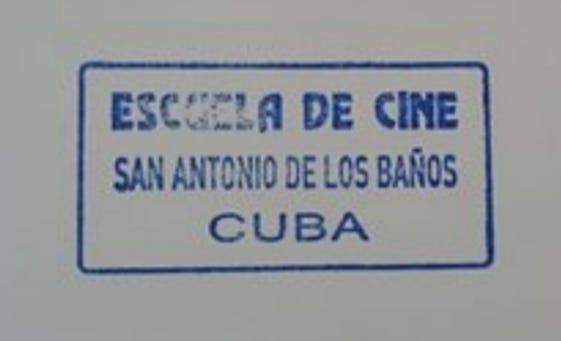 ESCUELA DE CINE
SAN ANTONIO DE LOS BAÑOS
CUBA